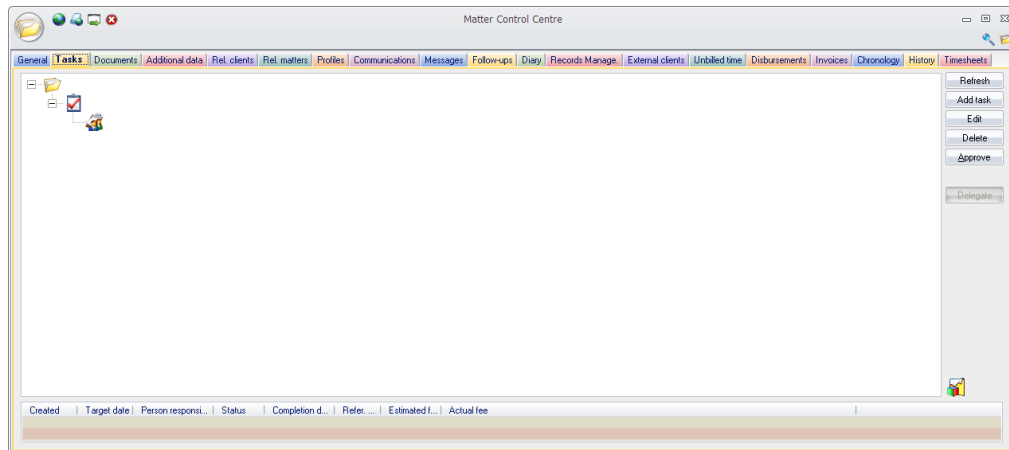 Matter Control Centre
General Tasks Documents Additional data Rel. clients Rel. matters Profiles Communications Messages Follow-ups Diary Records Manage. External clients Unbilled time Disbursements Invoices Chronology History Timesheets
Refresh
Add task
Edit
Delete
Approve
Delegate
Created Target date Person responsi... Status Completion d... Refer. ... Estimated f... Actual fee